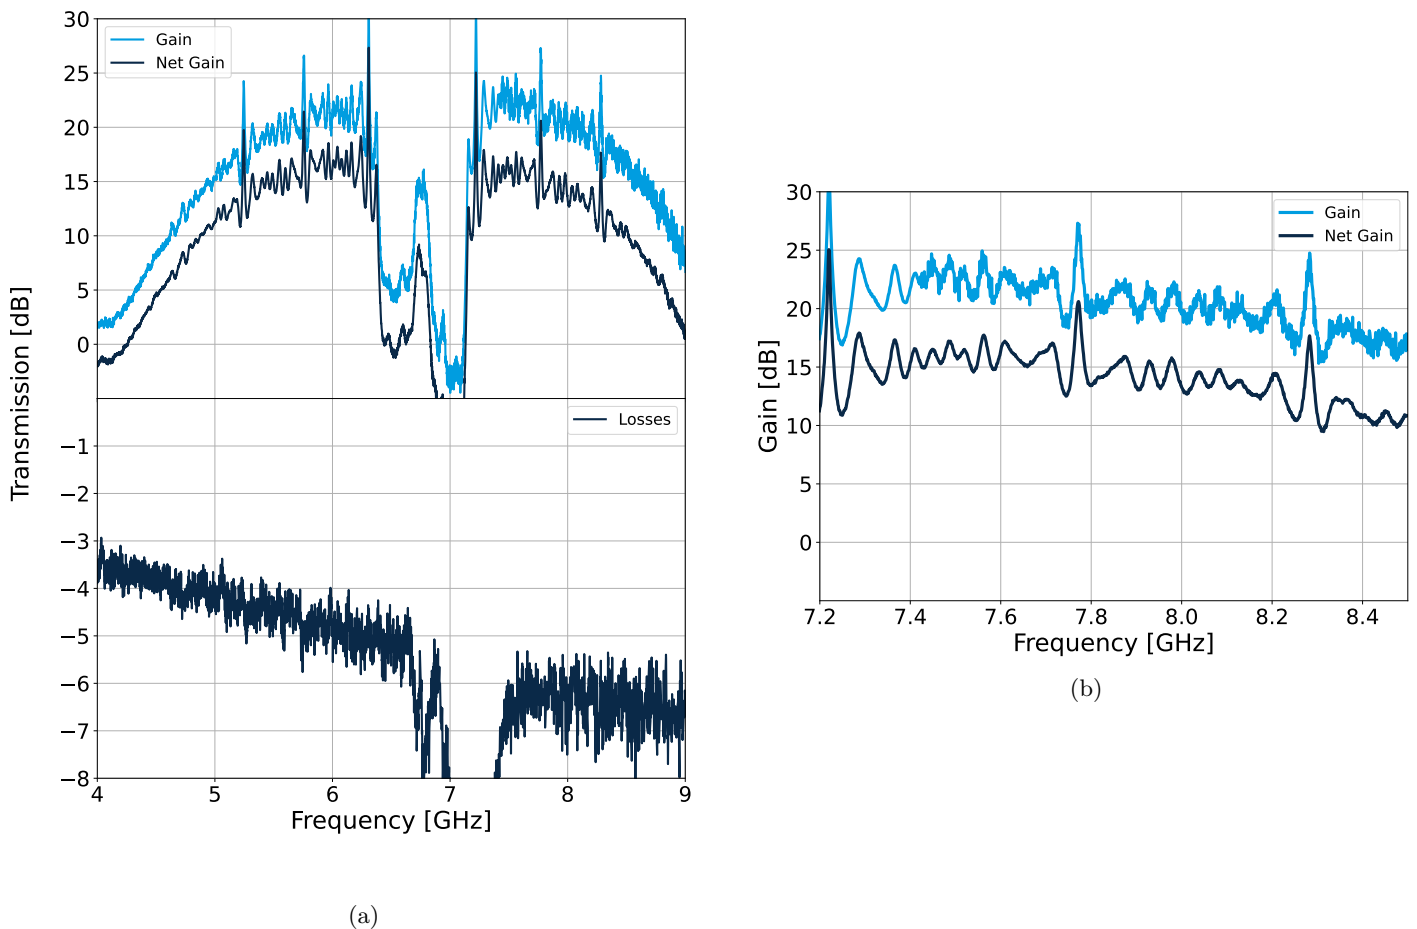 30
25
20
15
10
5
0
Gain
Net Gain
Transmission [dB]
−1
−2
−3
−4
−5
−6
−7
−8
Losses
4 5 6 7 8 9
Frequency [GHz]
(a)
30
25
20
15
10
5
0
Gain
Net Gain
Gain [dB]
7.2 7.4 7.6 7.8 8.0 8.2 8.4
Frequency [GHz]
(b)